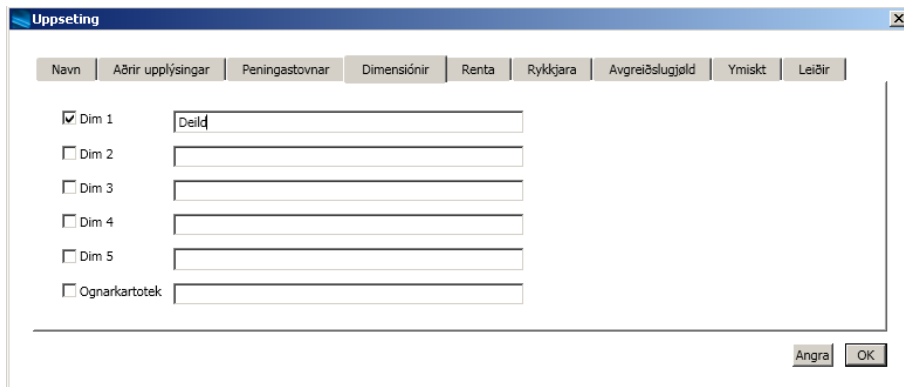 Uppseting
Navn Aðrir upplýsingar Peningastovnar Dimensiónir Renta Rykkjara Avgreiðslugjøld Ymiskt Leiðir
Dim 1 Deild
Dim 2
Dim 3
Dim 4
Dim 5
Ognarkartotek
Angra OK